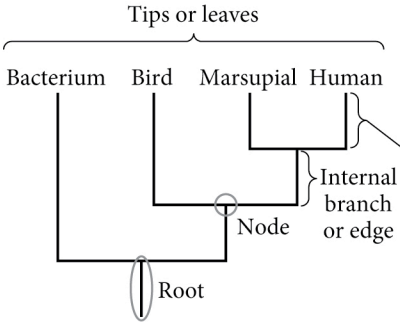 Tips or leaves
Bacterium Bird Marsupial Human
Internal
branch
or edge
Node
Root